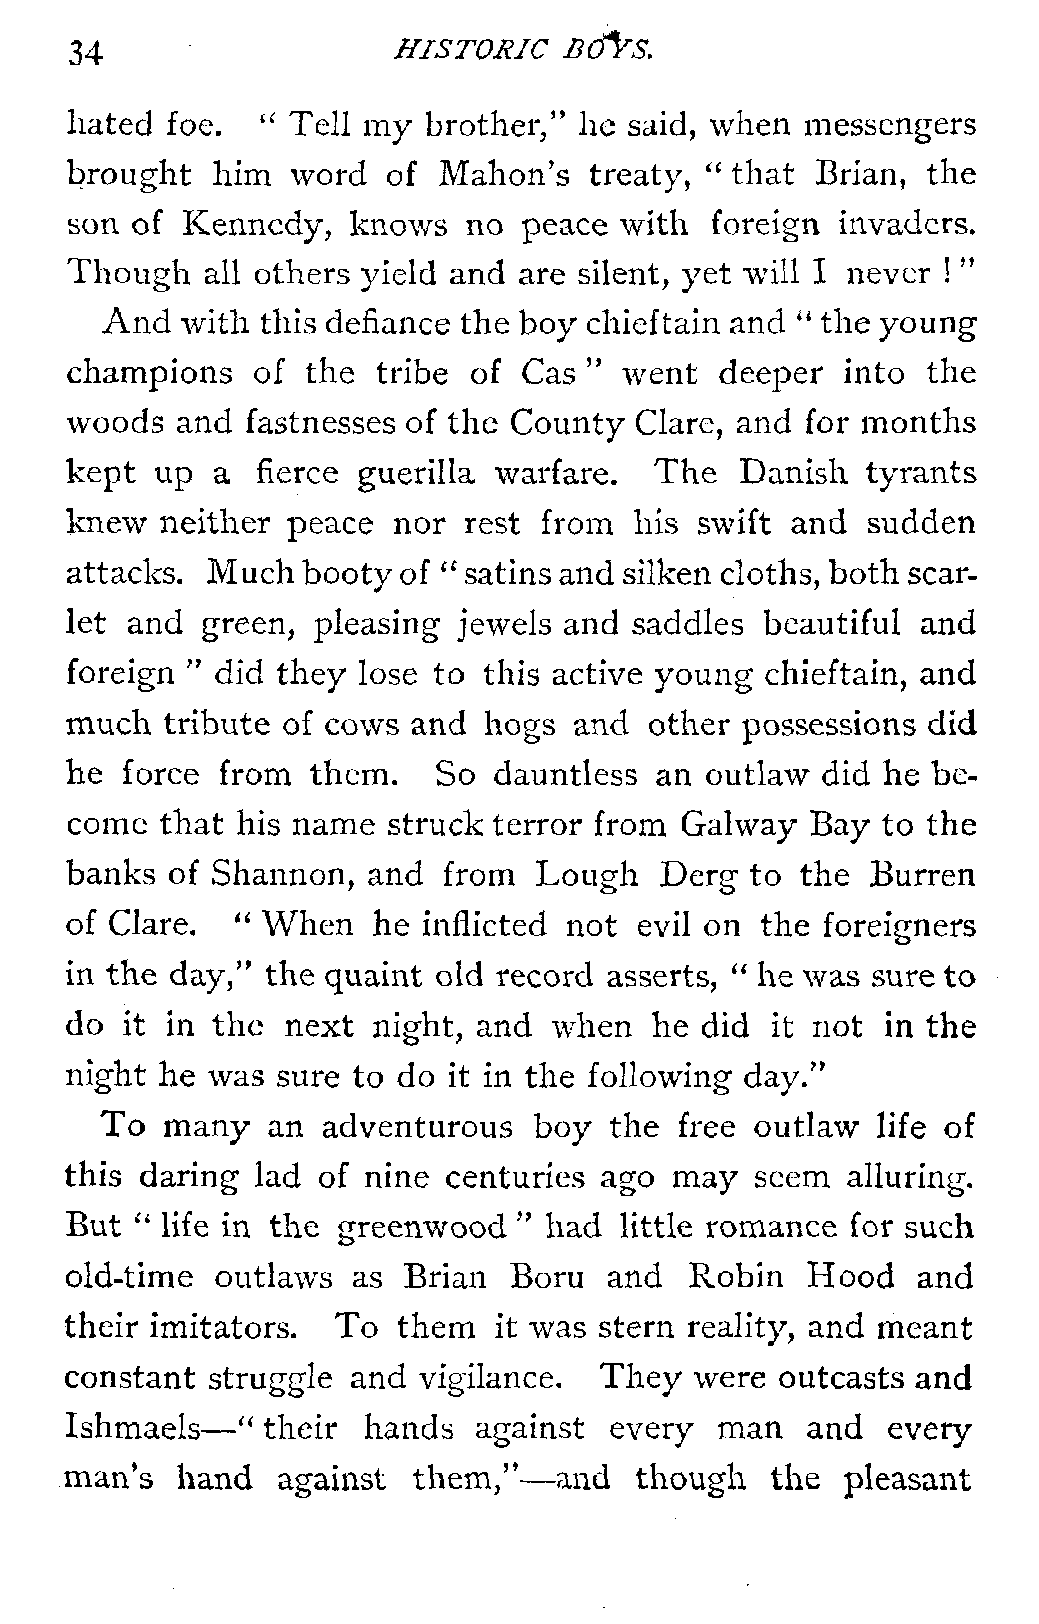 34 HISTORIC BOYS.
hated foe. " Tell my brother," he said, when messengers
brought him word of Mahon's treaty, " that Brian, the
son of Kennedy, knows no peace with foreign invaders.
Though all others yield and are silent, yet will I never ! "
And with this defiance the boy chieftain and " the young
champions of the tribe of Cas " went deeper into the
woods and fastnesses of the County Clare, and for months
kept up a fierce guerilla warfare. The Danish tyrants
knew neither peace nor rest from his swift and sudden
attacks. Much booty of " satins and silken cloths, both scar-
let and green, pleasing jewels and saddles beautiful and
foreign " did they lose to this active young chieftain, and
much tribute of cows and hogs and other possessions did
he force from them. So dauntless an outlaw did he be-
come that his name struck terror from Galway Bay to the
banks of Shannon, and from Lough Derg to the Burren
of Clare. " When he inflicted not evil on the foreigners
in the day," the quaint old record asserts, " he was sure to
do it in the next night, and when he did it not in the
night he was sure to do it in the following day."
To many an adventurous boy the free outlaw life of
this daring lad of nine centuries ago may seem alluring.
But " life in the greenwood " had little romance for such
old-time outlaws as Brian Boru and Robin Hood and
their imitators. To them it was stern reality, and meant
constant struggle and vigilance. They were outcasts and
Ishmaels—" their hands against every man and every
man's hand against them,"—and though the pleasant